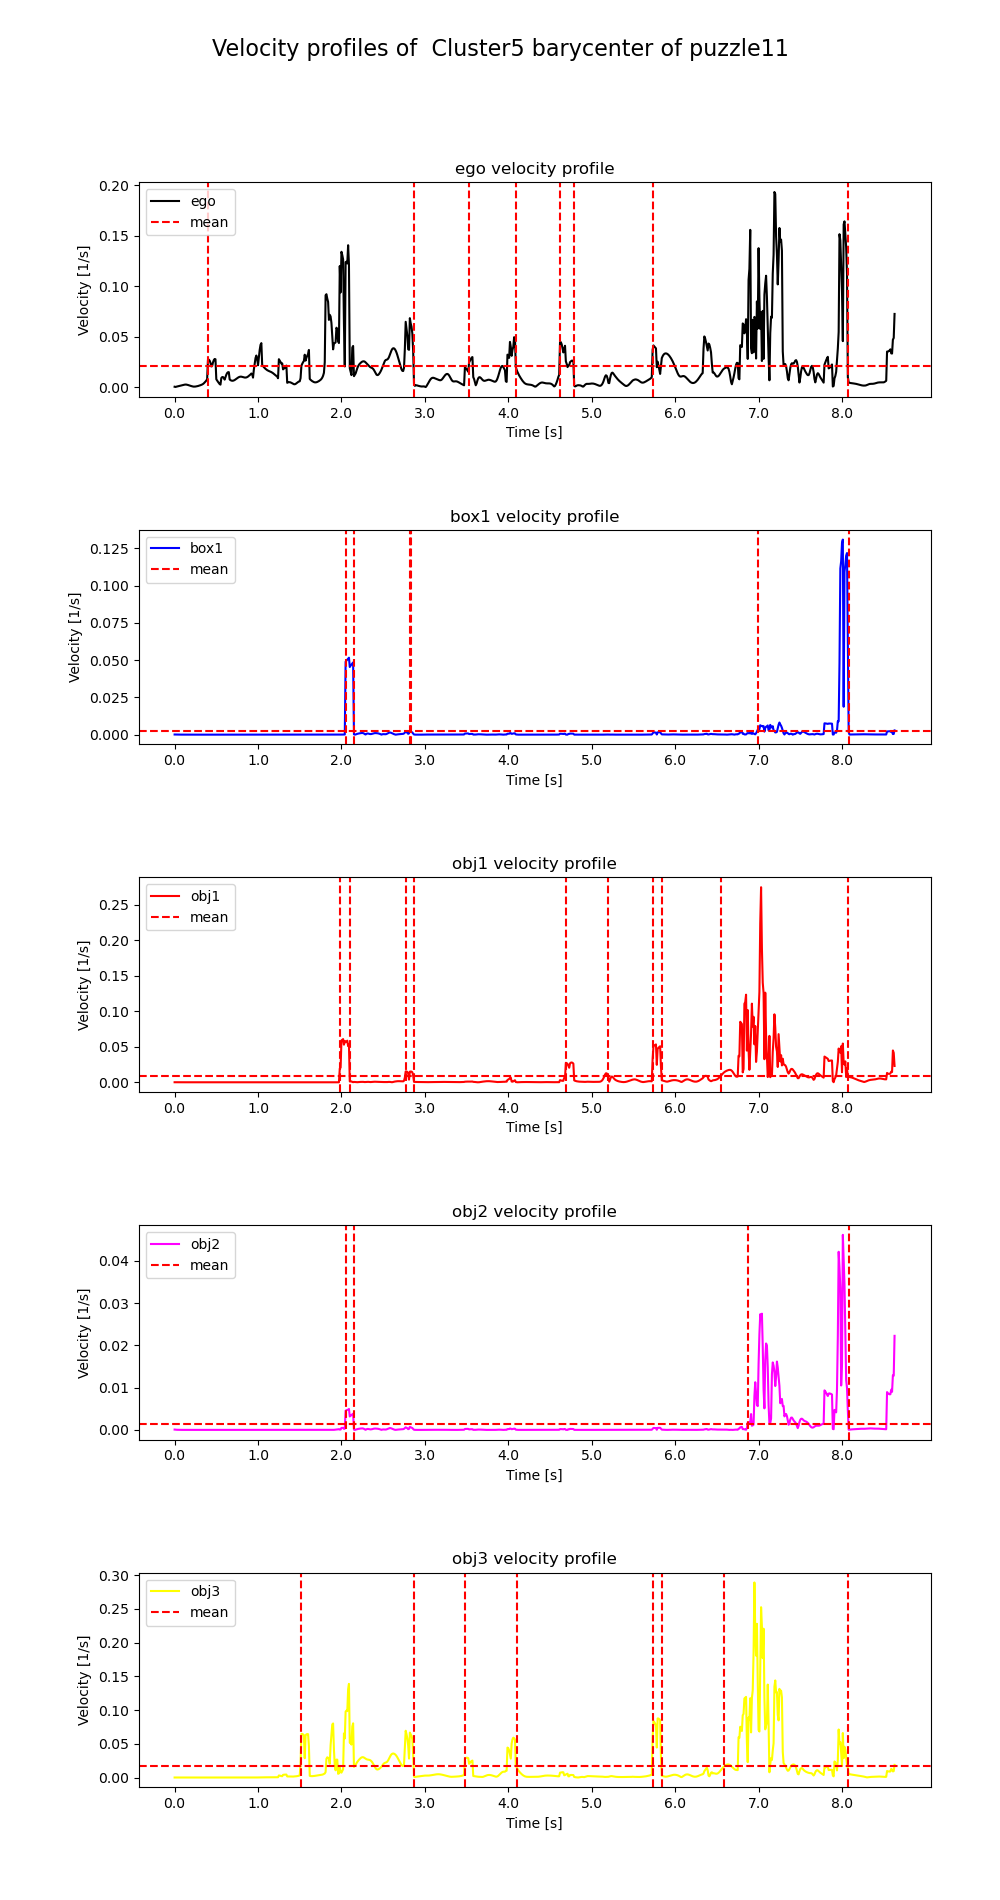 Velocity profiles of  Cluster5 barycenter of puzzle11
ego velocity profile
ego
mean
Velocity [1/s]
0.20
0.15
0.10
0.05
0.00
0.0 1.0 2.0 3.0 4.0 5.0 6.0 7.0 8.0
Time [s]
box1 velocity profile
box1
mean
Velocity [1/s]
0.125
0.100
0.075
0.050
0.025
0.000
0.0 1.0 2.0 3.0 4.0 5.0 6.0 7.0 8.0
Time [s]
obj1 velocity profile
obj1
mean
Velocity [1/s]
0.25
0.20
0.15
0.10
0.05
0.00
0.0 1.0 2.0 3.0 4.0 5.0 6.0 7.0 8.0
Time [s]
obj2 velocity profile
obj2
mean
Velocity [1/s]
0.04
0.03
0.02
0.01
0.00
0.0 1.0 2.0 3.0 4.0 5.0 6.0 7.0 8.0
Time [s]
obj3 velocity profile
obj3
mean
Velocity [1/s]
0.30
0.25
0.20
0.15
0.10
0.05
0.00
0.0 1.0 2.0 3.0 4.0 5.0 6.0 7.0 8.0
Time [s]